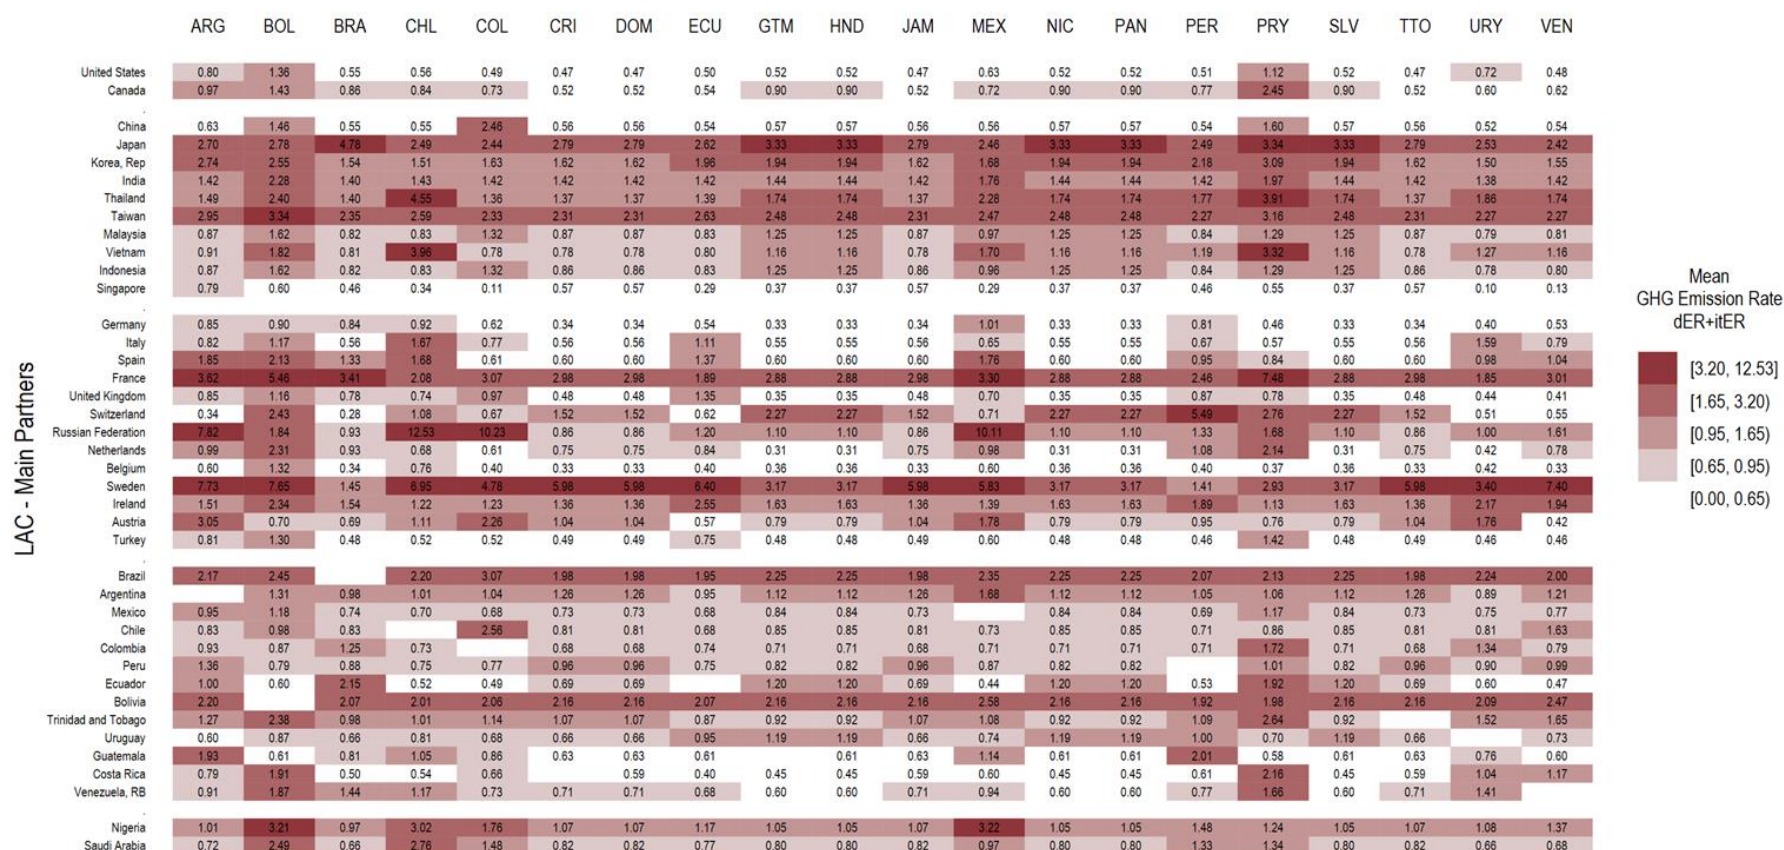 ARG BOL BRA CHL COL CRI DOM ECU GTM HND JAM MEX NIC PAN PER PRY SLV TTO URY VEN
United States 0.80 1.36 0.55 0.56 0.49 0.47 0.47 0.50 0.52 0.52 0.47 0.63 0.52 0.52 0.51 1.12 0.52 0.47 0.72 0.48
Canada 0.97 1.43 0.86 0.84 0.73 0.52 0.52 0.54 0.90 0.90 0.52 0.72 0.90 0.90 0.77 2.45 0.90 0.52 0.60 0.62
.
China 0.63 1.46 0.55 0.55 2.46 0.56 0.56 0.54 0.57 0.57 0.56 0.56 0.57 0.57 0.54 1.60 0.57 0.56 0.52 0.54
Japan 2.70 2.78 4.78 2.49 2.44 2.79 2.79 2.62 3.33 3.33 2.79 2.46 3.33 3.33 2.49 3.34 3.33 2.79 2.53 2.42
Korea, Rep 2.74 2.55 1.54 1.51 1.63 1.62 1.62 1.96 1.94 1.94 1.62 1.68 1.94 1.94 2.18 3.09 1.94 1.62 1.50 1.55
India 1.42 2.28 1.40 1.43 1.42 1.42 1.42 1.42 1.44 1.44 1.42 1.76 1.44 1.44 1.42 1.97 1.44 1.42 1.38 1.42
Thailand 1.49 2.40 1.40 4.55 1.36 1.37 1.37 1.39 1.74 1.74 1.37 2.28 1.74 1.74 1.77 3.91 1.74 1.37 1.86 1.74
Taiwan 2.95 3.34 2.35 2.59 2.33 2.31 2.31 2.63 2.48 2.48 2.31 2.47 2.48 2.48 2.27 3.16 2.48 2.31 2.27 2.27
Malaysia 0.87 1.62 0.82 0.83 1.32 0.87 0.87 0.83 1.25 1.25 0.87 0.97 1.25 1.25 0.84 1.29 1.25 0.87 0.79 0.81
Vietnam 0.91 1.82 0.81 3.96 0.78 0.78 0.78 0.80 1.16 1.16 0.78 1.70 1.16 1.16 1.19 3.32 1.16 0.78 1.27 1.16
Indonesia 0.87 1.62 0.82 0.83 1.32 0.86 0.86 0.83 1.25 1.25 0.86 0.96 1.25 1.25 0.84 1.29 1.25 0.86 0.78 0.80
Singapore 0.79 0.60 0.46 0.34 0.11 0.57 0.57 0.29 0.37 0.37 0.57 0.29 0.37 0.37 0.46 0.55 0.37 0.57 0.10 0.13
.
Germany 0.85 0.90 0.84 0.92 0.62 0.34 0.34 0.54 0.33 0.33 0.34 1.01 0.33 0.33 0.81 0.46 0.33 0.34 0.40 0.53
Italy 0.82 1.17 0.56 1.67 0.77 0.56 0.56 1.11 0.55 0.55 0.56 0.65 0.55 0.55 0.67 0.57 0.55 0.56 1.59 0.79
Spain 1.85 2.13 1.33 1.68 0.61 0.60 0.60 1.37 0.60 0.60 0.60 1.76 0.60 0.60 0.95 0.84 0.60 0.60 0.98 1.04
France 3.62 5.46 3.41 2.08 3.07 2.98 2.98 1.89 2.88 2.88 2.98 3.30 2.88 2.88 2.46 7.48 2.88 2.98 1.85 3.01
United Kingdom 0.85 1.16 0.78 0.74 0.97 0.48 0.48 1.35 0.35 0.35 0.48 0.70 0.35 0.35 0.87 0.78 0.35 0.48 0.44 0.41
Switzerland 0.34 2.43 0.28 1.08 0.67 1.52 1.52 0.62 2.27 2.27 1.52 0.71 2.27 2.27 5.49 2.76 2.27 1.52 0.51 0.55
Russian Federation 7.82 1.84 0.93 12.53 10.23 0.86 0.86 1.20 1.10 1.10 0.86 10.11 1.10 1.10 1.33 1.68 1.10 0.86 1.00 1.61
Netherlands 0.99 2.31 0.93 0.68 0.61 0.75 0.75 0.84 0.31 0.31 0.75 0.98 0.31 0.31 1.08 2.14 0.31 0.75 0.42 0.78
Belgium 0.60 1.32 0.34 0.76 0.40 0.33 0.33 0.40 0.36 0.36 0.33 0.60 0.36 0.36 0.40 0.37 0.36 0.33 0.42 0.33
Sweden 7.73 7.65 1.45 6.95 4.78 5.98 5.98 6.40 3.17 3.17 5.98 5.83 3.17 3.17 1.41 2.93 3.17 5.98 3.40 7.40
Ireland 1.51 2.34 1.54 1.22 1.23 1.36 1.36 2.55 1.63 1.63 1.36 1.39 1.63 1.63 1.89 1.13 1.63 1.36 2.17 1.94
Austria 3.05 0.70 0.69 1.11 2.26 1.04 1.04 0.57 0.79 0.79 1.04 1.78 0.79 0.79 0.95 0.76 0.79 1.04 1.76 0.42
Turkey 0.81 1.30 0.48 0.52 0.52 0.49 0.49 0.75 0.48 0.48 0.49 0.60 0.48 0.48 0.46 1.42 0.48 0.49 0.46 0.46
.
Brazil 2.17 2.45 2.20 3.07 1.98 1.98 1.95 2.25 2.25 1.98 2.35 2.25 2.25 2.07 2.13 2.25 1.98 2.24 2.00
Argentina 1.31 0.98 1.01 1.04 1.26 1.26 0.95 1.12 1.12 1.26 1.68 1.12 1.12 1.05 1.06 1.12 1.26 0.89 1.21
Mexico 0.95 1.18 0.74 0.70 0.68 0.73 0.73 0.68 0.84 0.84 0.73 0.84 0.84 0.69 1.17 0.84 0.73 0.75 0.77
Chile 0.83 0.98 0.83 2.56 0.81 0.81 0.68 0.85 0.85 0.81 0.73 0.85 0.85 0.71 0.86 0.85 0.81 0.81 1.63
Colombia 0.93 0.87 1.25 0.73 0.68 0.68 0.74 0.71 0.71 0.68 0.71 0.71 0.71 0.71 1.72 0.71 0.68 1.34 0.79
Peru 1.36 0.79 0.88 0.75 0.77 0.96 0.96 0.75 0.82 0.82 0.96 0.87 0.82 0.82 1.01 0.82 0.96 0.90 0.99
Ecuador 1.00 0.60 2.15 0.52 0.49 0.69 0.69 1.20 1.20 0.69 0.44 1.20 1.20 0.53 1.92 1.20 0.69 0.60 0.47
Bolivia 2.20 2.07 2.01 2.06 2.16 2.16 2.07 2.16 2.16 2.16 2.58 2.16 2.16 1.92 1.98 2.16 2.16 2.09 2.47
Trinidad and Tobago 1.27 2.38 0.98 1.01 1.14 1.07 1.07 0.87 0.92 0.92 1.07 1.08 0.92 0.92 1.09 2.64 0.92 1.52 1.65
Uruguay 0.60 0.87 0.66 0.81 0.68 0.66 0.66 0.95 1.19 1.19 0.66 0.74 1.19 1.19 1.00 0.70 1.19 0.66 0.73
Guatemala 1.93 0.61 0.81 1.05 0.86 0.63 0.63 0.61 0.61 0.63 1.14 0.61 0.61 2.01 0.58 0.61 0.63 0.76 0.60
Costa Rica 0.79 1.91 0.50 0.54 0.66 0.59 0.40 0.45 0.45 0.59 0.60 0.45 0.45 0.61 2.16 0.45 0.59 1.04 1.17
Venezuela, RB 0.91 1.87 1.44 1.17 0.73 0.71 0.71 0.68 0.60 0.60 0.71 0.94 0.60 0.60 0.77 1.66 0.60 0.71 1.41
.
Nigeria 1.01 3.21 0.97 3.02 1.76 1.07 1.07 1.17 1.05 1.05 1.07 3.22 1.05 1.05 1.48 1.24 1.05 1.07 1.08 1.37
Saudi Arabia 0.72 2.49 0.66 2.76 1.48 0.82 0.82 0.77 0.80 0.80 0.82 0.97 0.80 0.80 1.33 1.34 0.80 0.82 0.66 0.68
LAC - Main Partners
Mean
GHG Emission Rate
dER+itER
[3.20, 12.53]
[1.65, 3.20)
[0.95, 1.65)
[0.65, 0.95)
[0.00, 0.65)